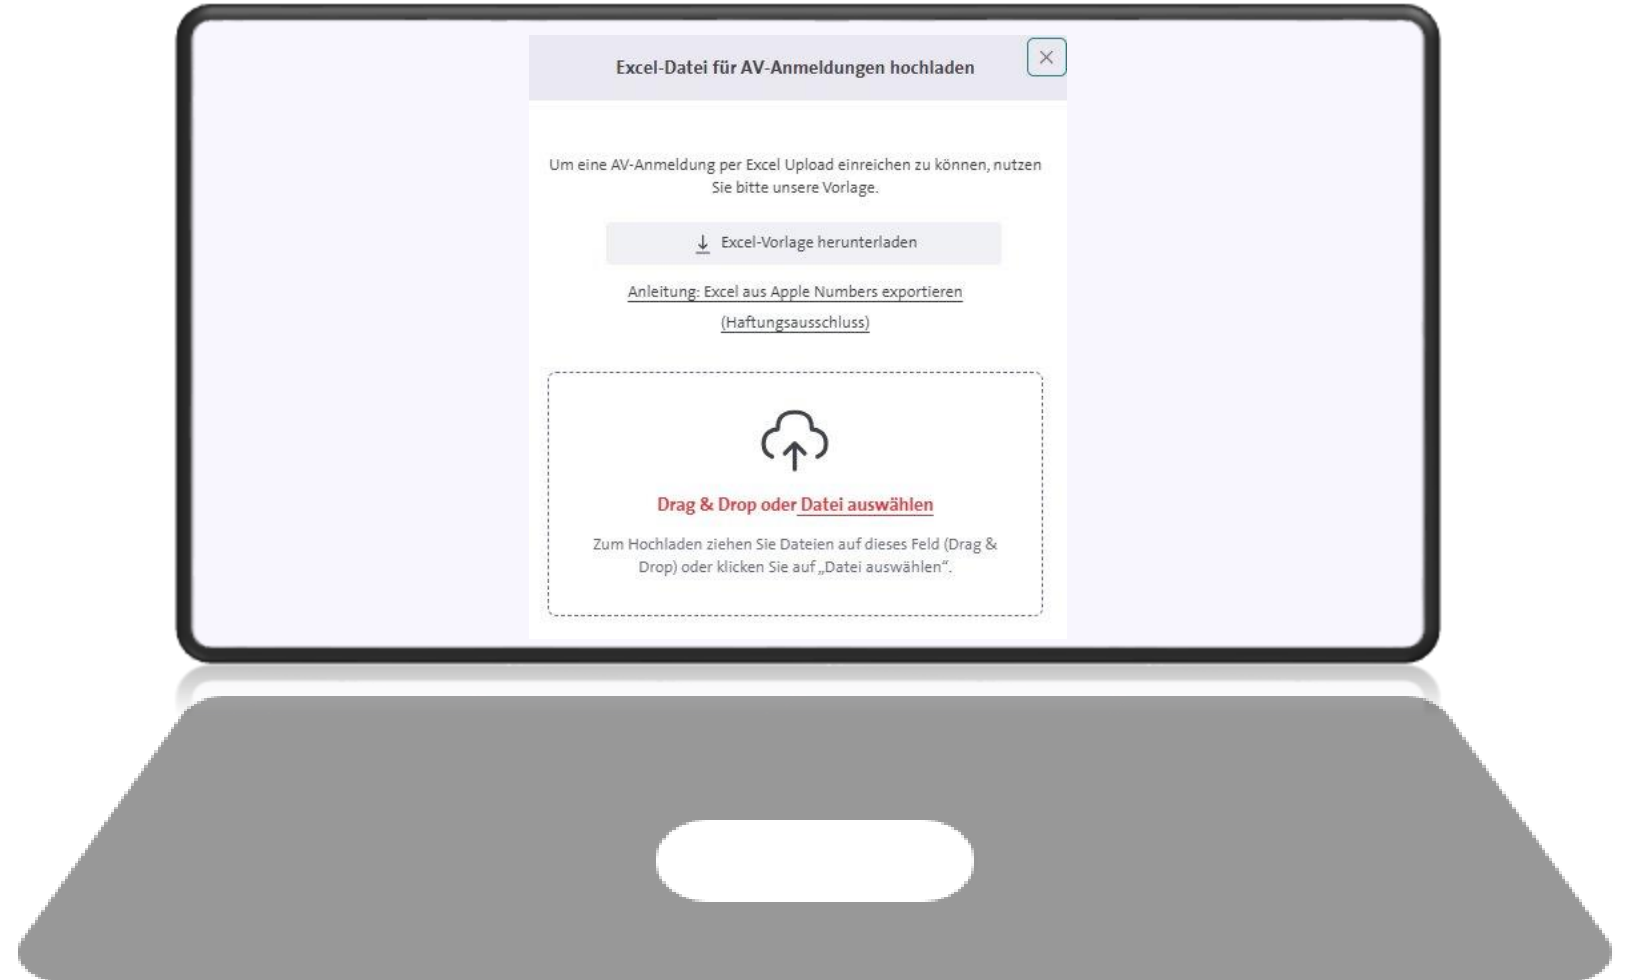 Excel-Datei für AV-Anmeldungen hochladen
Um eine AV-Anmeldung per Excel Upload einreichen zu können, nutzen
Sie bitte unsere Vorlage.
Excel-Vorlage herunterladen
Anleitung: Excel aus Apple Numbers exportieren
(Haftungsausschluss)
Drag & Drop oder Datei auswählen
Zum Hochladen ziehen Sie Dateien auf dieses Feld (Drag &
Drop) oder klicken Sie auf „Datei auswählen“.